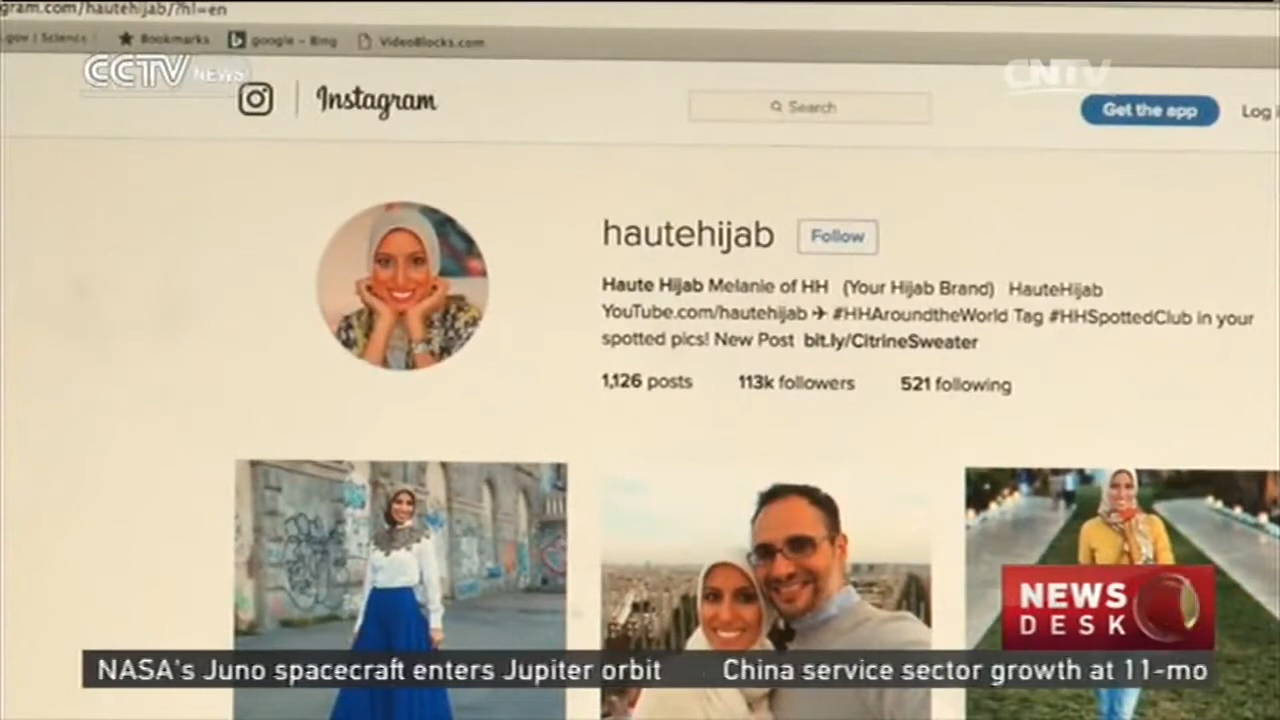 gram.com/hautehijab/?hl=en
.gov | Science
Bookmarks
google - Bing
VideoBlocks.com
CCTV NEWS
CNTV
Instagram
Search
Get the app
Log
hautehijab
Follow
Haute Hijab Melanie of HH (Your Hijab Brand) HauteHijab
YouTube.com/hautehijab ✈ #HHAroundtheWorld Tag #HHSpottedClub in your
spotted pics! New Post bit.ly/CitrineSweater
1,126 posts 113k followers 521 following
NEWS
DESK
NASA's Juno spacecraft enters Jupiter orbit China service sector growth at 11-mo